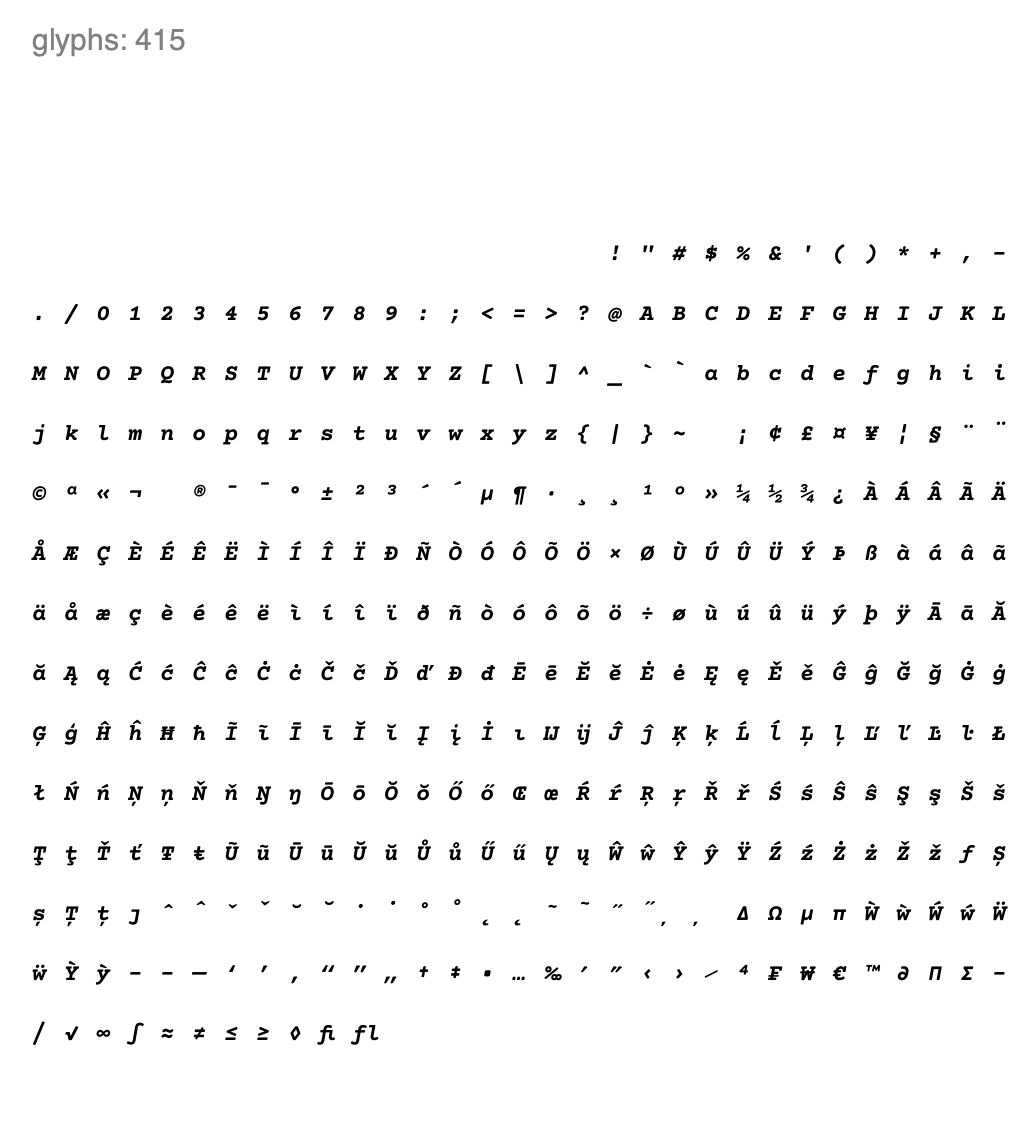 glyphs: 415
! " # $ % & ' ( ) * + , -
. / 0 1 2 3 4 5 6 7 8 9 : ; < = > ? @ A B C D E F G H I J K L
M N O P Q R S T U V W X Y Z [ \ ] ^ _ ` ` a b c d e f g h i i
j k l m n o p q r s t u v w x y z { | } ~ ¡ ¢ £ ¤ ¥ ¦ § ¨ ¨
© ª « ¬ ® ¯ ¯ ° ± ² ³ ´ ´ µ ¶ · ¸ ¸ ¹ º » ¼ ½ ¾ ¿ À Á Â Ã Ä
Å Æ Ç È É Ê Ë Ì Í Î Ï Ð Ñ Ò Ó Ô Õ Ö × Ø Ù Ú Û Ü Ý Þ ß à á â ã
ä å æ ç è é ê ë ì í î ï ð ñ ò ó ô õ ö ÷ ø ù ú û ü ý þ ÿ Ā ā Ă
ă Ą ą Ć ć Ĉ ĉ Ċ ċ Č č Ď ď Đ đ Ē ē Ĕ ĕ Ė ė Ę ę Ě ě Ĝ ĝ Ğ ğ Ġ ġ
Ģ ģ Ĥ ĥ Ħ ħ Ĩ ĩ Ī ī Ĭ ĭ Į į İ ı Ĳ ĳ Ĵ ĵ Ķ ķ Ĺ ĺ Ļ ļ Ľ ľ Ŀ ŀ Ł
ł Ń ń Ņ ņ Ň ň Ŋ ŋ Ō ō Ŏ ŏ Ő ő Œ œ Ŕ ŕ Ŗ ŗ Ř ř Ś ś Ŝ ŝ Ş ş Š š
Ţ ţ Ť ť Ŧ ŧ Ũ ũ Ū ū Ŭ ŭ Ů ů Ű ű Ų ų Ŵ ŵ Ŷ ŷ Ÿ Ź ź Ż ż Ž ž ƒ Ș
ș Ț ț ȷ ˆ ˆ ˇ ˇ ˘ ˘ ˙ ˙ ˚ ˚ ˛ ˛ ˜ ˜ ˝ ˝ , , Δ Ω μ π Ẁ ẁ Ẃ ẃ Ẅ
ẅ Ỳ ỳ - – — ‘ ’ ‚ “ ” „ † ‡ • … ‰ ′ ″ ‹ › ⁄ ⁴ ₣ ₩ € ™ ∂ ∏ ∑ −
∕ √ ∞ ∫ ≈ ≠ ≤ ≥ ◊ ﬁ ﬂ